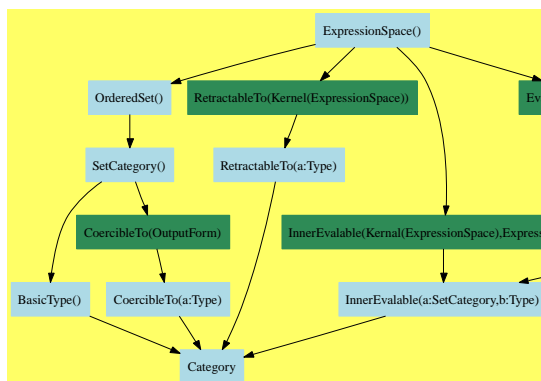 ExpressionSpace()
OrderedSet()
RetractableTo(Kernel(ExpressionSpace))
Ev
SetCategory()
RetractableTo(a:Type)
CoercibleTo(OutputForm)
InnerEvalable(Kernal(ExpressionSpace),Express
BasicType()
CoercibleTo(a:Type)
InnerEvalable(a:SetCategory,b:Type)
Category